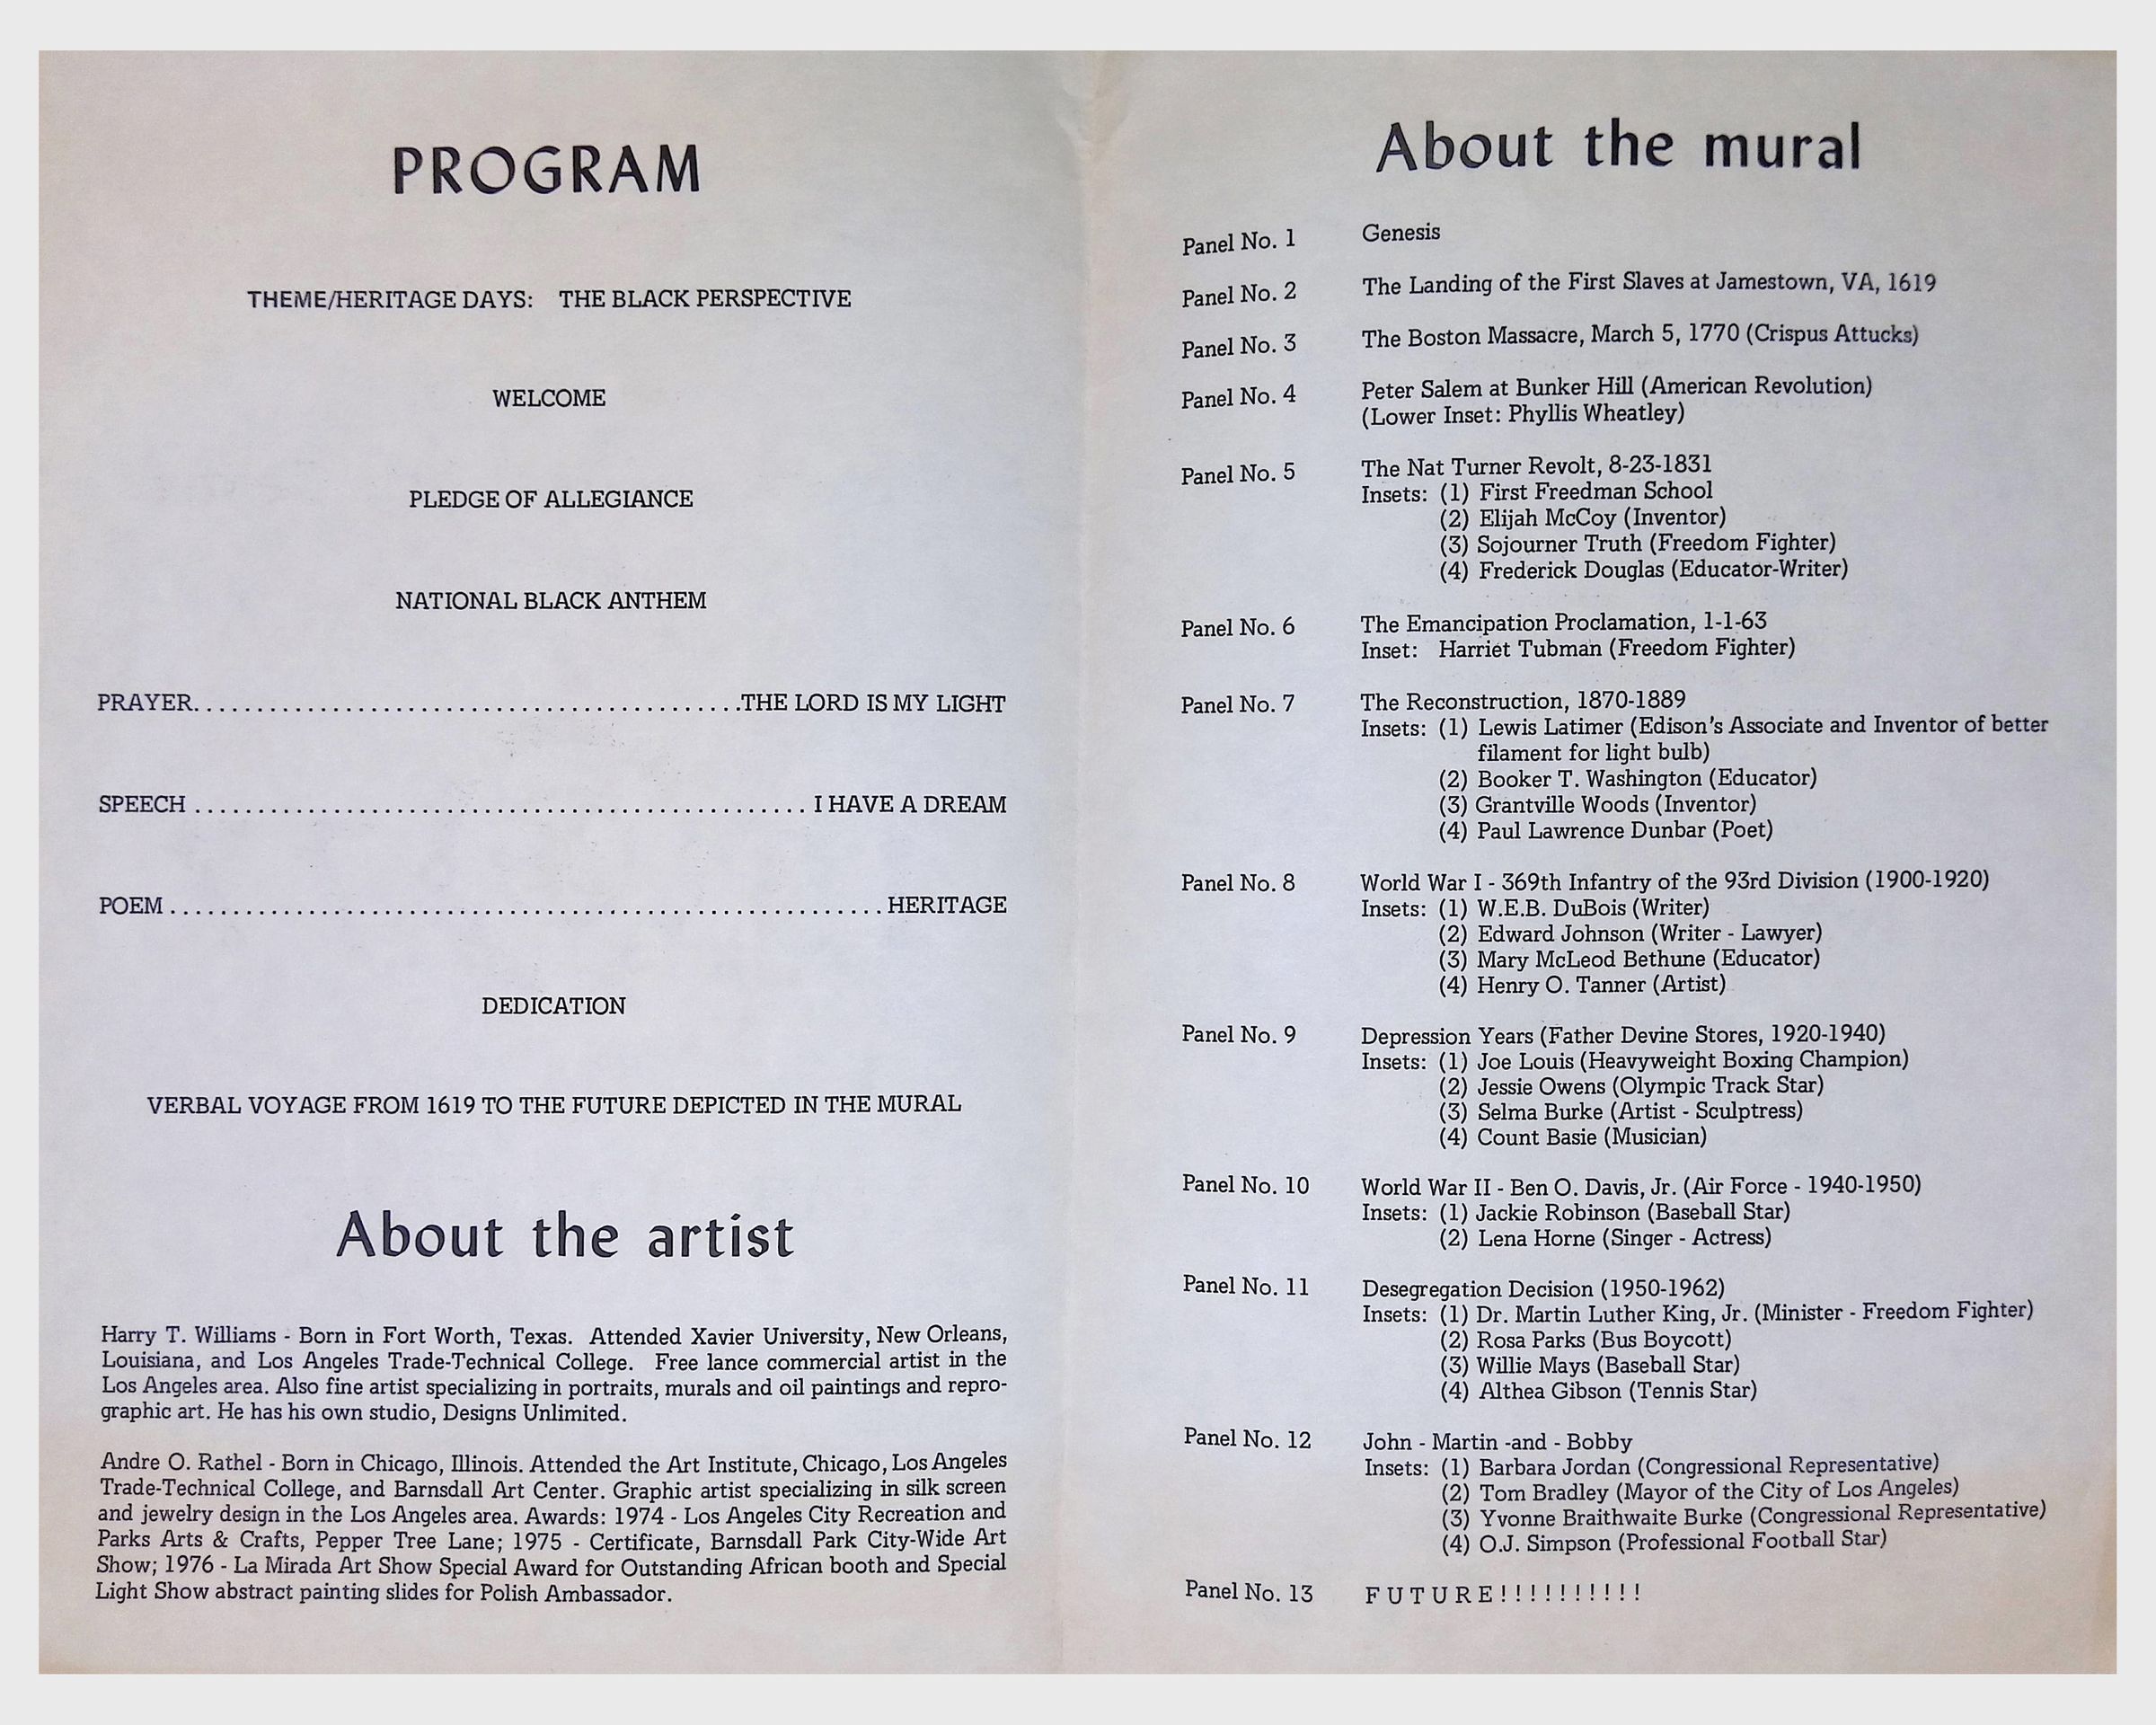 PROGRAM
THEME/HERITAGE DAYS: THE BLACK PERSPECTIVE
WELCOME
PLEDGE OF ALLEGIANCE
NATIONAL BLACK ANTHEM
PRAYER...........................................THE LORD IS MY LIGHT
SPEECH ................................................. I HAVE A DREAM
POEM ......................................................... HERITAGE
DEDICATION
VERBAL VOYAGE FROM 1619 TO THE FUTURE DEPICTED IN THE MURAL
About the artist
Harry T. Williams - Born in Fort Worth, Texas. Attended Xavier University, New Orleans,
Louisiana, and Los Angeles Trade-Technical College. Free lance commercial artist in the
Los Angeles area. Also fine artist specializing in portraits, murals and oil paintings and repro-
graphic art. He has his own studio, Designs Unlimited.
Andre O. Rathel - Born in Chicago, Illinois. Attended the Art Institute, Chicago, Los Angeles
Trade-Technical College, and Barnsdall Art Center. Graphic artist specializing in silk screen
and jewelry design in the Los Angeles area. Awards: 1974 - Los Angeles City Recreation and
Parks Arts & Crafts, Pepper Tree Lane; 1975 - Certificate, Barnsdall Park City-Wide Art
Show; 1976 - La Mirada Art Show Special Award for Outstanding African booth and Special
Light Show abstract painting slides for Polish Ambassador.
About the mural
Panel No. 1 Genesis
Panel No. 2 The Landing of the First Slaves at Jamestown, VA, 1619
Panel No. 3 The Boston Massacre, March 5, 1770 (Crispus Attucks)
Panel No. 4 Peter Salem at Bunker Hill (American Revolution)
(Lower Inset: Phyllis Wheatley)
Panel No. 5 The Nat Turner Revolt, 8-23-1831
Insets: (1) First Freedman School
(2) Elijah McCoy (Inventor)
(3) Sojourner Truth (Freedom Fighter)
(4) Frederick Douglas (Educator-Writer)
Panel No. 6 The Emancipation Proclamation, 1-1-63
Inset: Harriet Tubman (Freedom Fighter)
Panel No. 7 The Reconstruction, 1870-1889
Insets: (1) Lewis Latimer (Edison's Associate and Inventor of better
filament for light bulb)
(2) Booker T. Washington (Educator)
(3) Grantville Woods (Inventor)
(4) Paul Lawrence Dunbar (Poet)
Panel No. 8 World War I - 369th Infantry of the 93rd Division (1900-1920)
Insets: (1) W.E.B. DuBois (Writer)
(2) Edward Johnson (Writer - Lawyer)
(3) Mary McLeod Bethune (Educator)
(4) Henry O. Tanner (Artist)
Panel No. 9 Depression Years (Father Devine Stores, 1920-1940)
Insets: (1) Joe Louis (Heavyweight Boxing Champion)
(2) Jessie Owens (Olympic Track Star)
(3) Selma Burke (Artist - Sculptress)
(4) Count Basie (Musician)
Panel No. 10 World War II - Ben O. Davis, Jr. (Air Force - 1940-1950)
Insets: (1) Jackie Robinson (Baseball Star)
(2) Lena Horne (Singer - Actress)
Panel No. 11 Desegregation Decision (1950-1962)
Insets: (1) Dr. Martin Luther King, Jr. (Minister - Freedom Fighter)
(2) Rosa Parks (Bus Boycott)
(3) Willie Mays (Baseball Star)
(4) Althea Gibson (Tennis Star)
Panel No. 12 John - Martin -and - Bobby
Insets: (1) Barbara Jordan (Congressional Representative)
(2) Tom Bradley (Mayor of the City of Los Angeles)
(3) Yvonne Braithwaite Burke (Congressional Representative)
(4) O.J. Simpson (Professional Football Star)
Panel No. 13 F U T U R E ! ! ! ! ! ! ! ! ! !